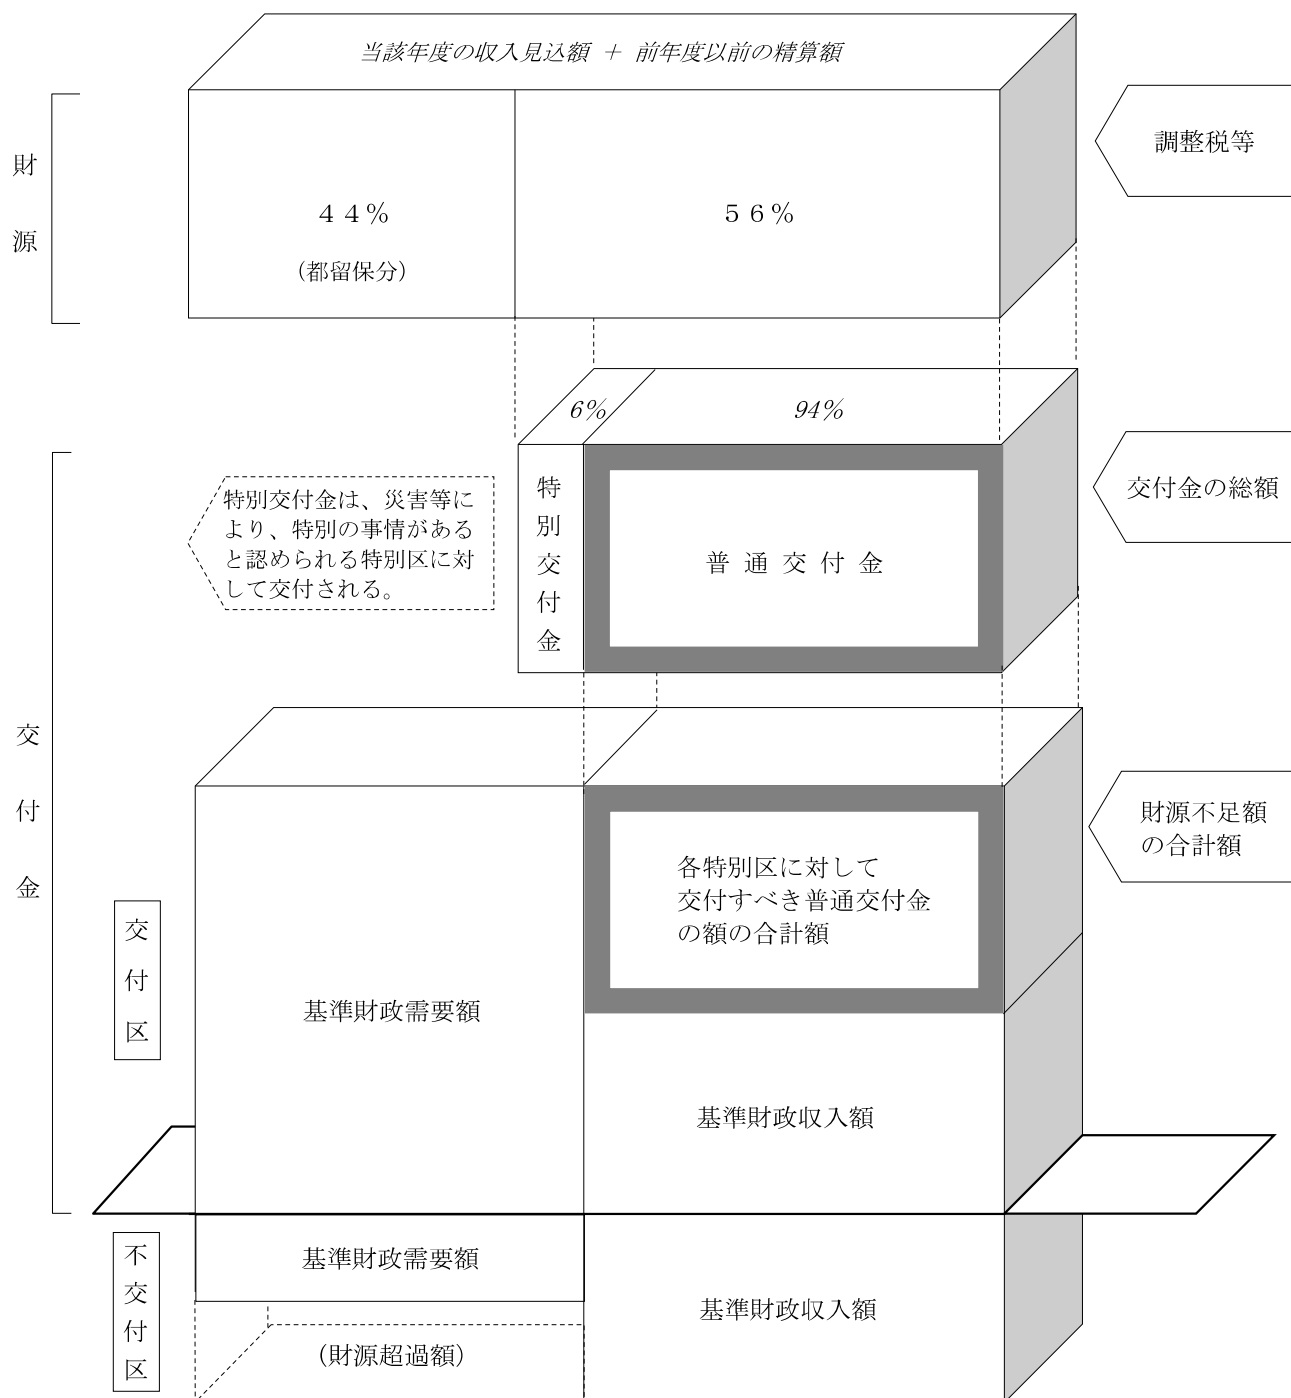 当該年度の収入見込額 ＋ 前年度以前の精算額
財源
４４％
（都留保分）
５６％
調整税等
6％
94％
特別交付金は、災害等に
より、特別の事情がある
と認められる特別区に対
して交付される。
特別交付金
普通交付金
交付金の総額
交付金
交付区
基準財政需要額
各特別区に対して
交付すべき普通交付金
の額の合計額
財源不足額
の合計額
基準財政収入額
不交付区
基準財政需要額
（財源超過額）
基準財政収入額